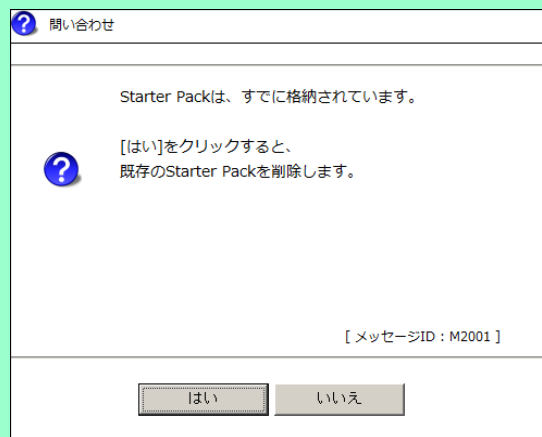 問い合わせ
Starter Packは、すでに格納されています。
[はい]をクリックすると、
既存のStarter Packを削除します。
[ メッセージID : M2001 ]
はい
いいえ